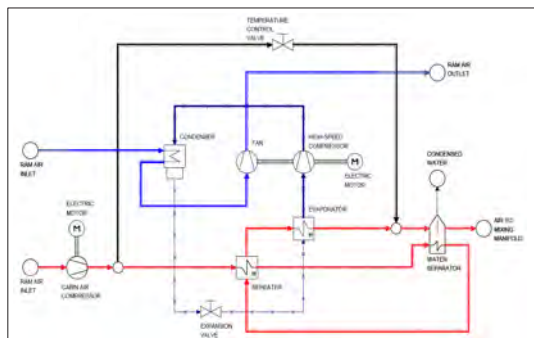 TEMPERATURE
CONTROL
VALVE
RAM AIR
OUTLET
CONDENSER
FAN
HIGH-SPEED
COMPRESSOR
CONDENSED
WATER
RAM AIR
INLET
M
ELECTRIC
MOTOR
ELECTRIC
MOTOR
M
EVAPORATOR
AIR TO
MIXING
MANIFOLD
RAM AIR
INLET
CABIN AIR
COMPRESSOR
REHEATER
WATER
SEPARATOR
EXPANSION
VALVE